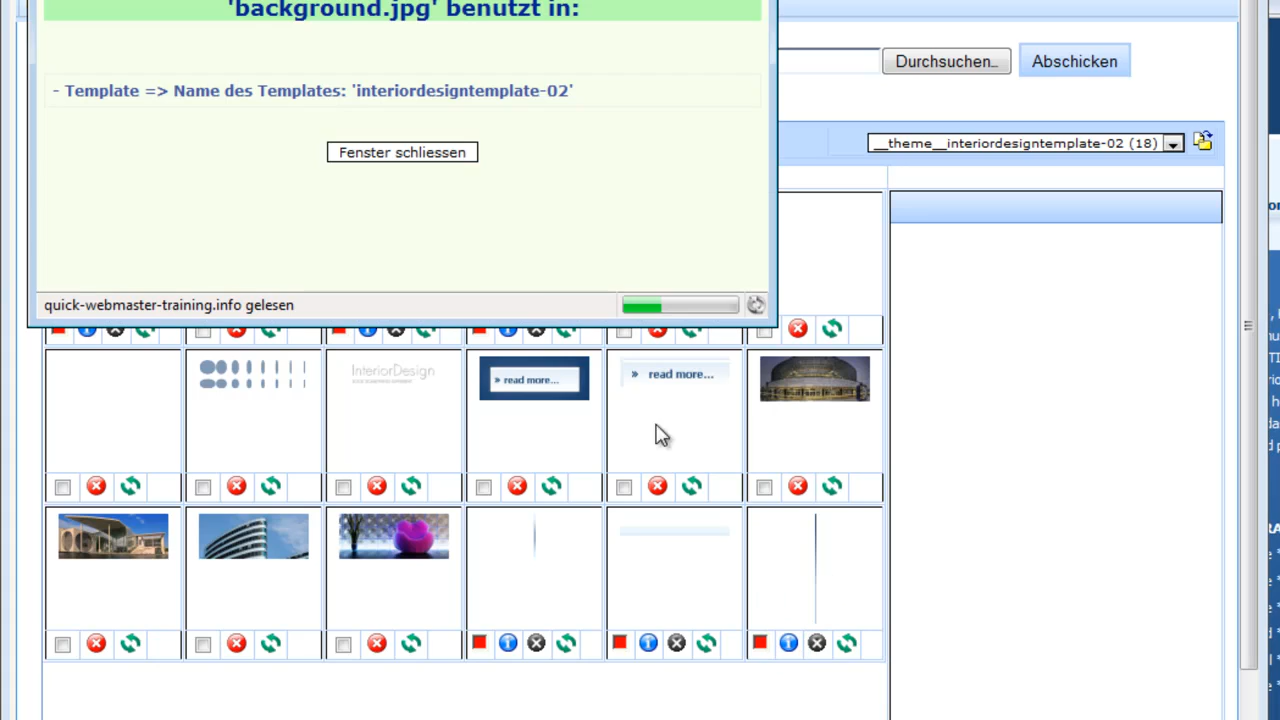 'background.jpg' benutzt in:
Durchsuchen...
Abschicken
- Template => Name des Templates: 'interiordesigntemplate-02'
__theme__interiordesigntemplate-02 (18)
Fenster schliessen
quick-webmaster-training.info gelesen
InteriorDesign
» read more...
» read more...